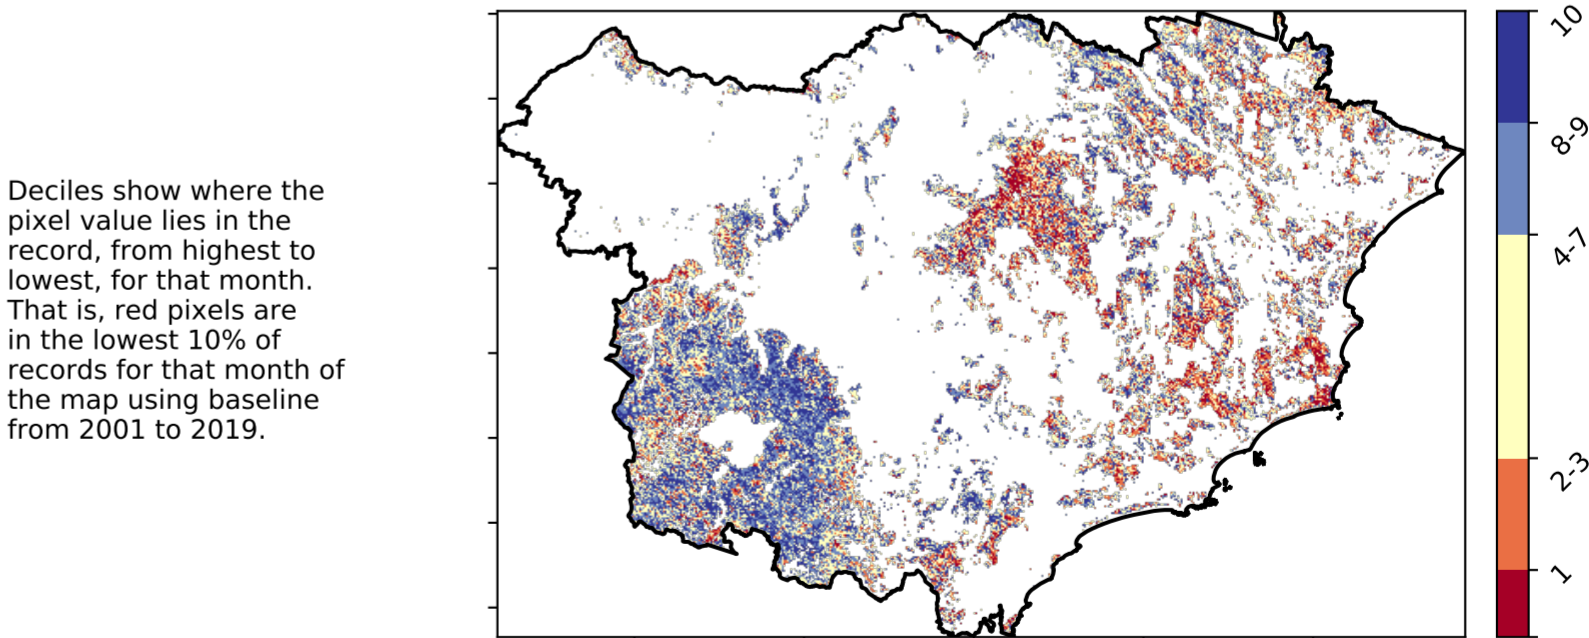 Deciles show where the
pixel value lies in the
record, from highest to
lowest, for that month.
That is, red pixels are
in the lowest 10% of
records for that month of
the map using baseline
from 2001 to 2019.
10
8-9
4-7
2-3
1